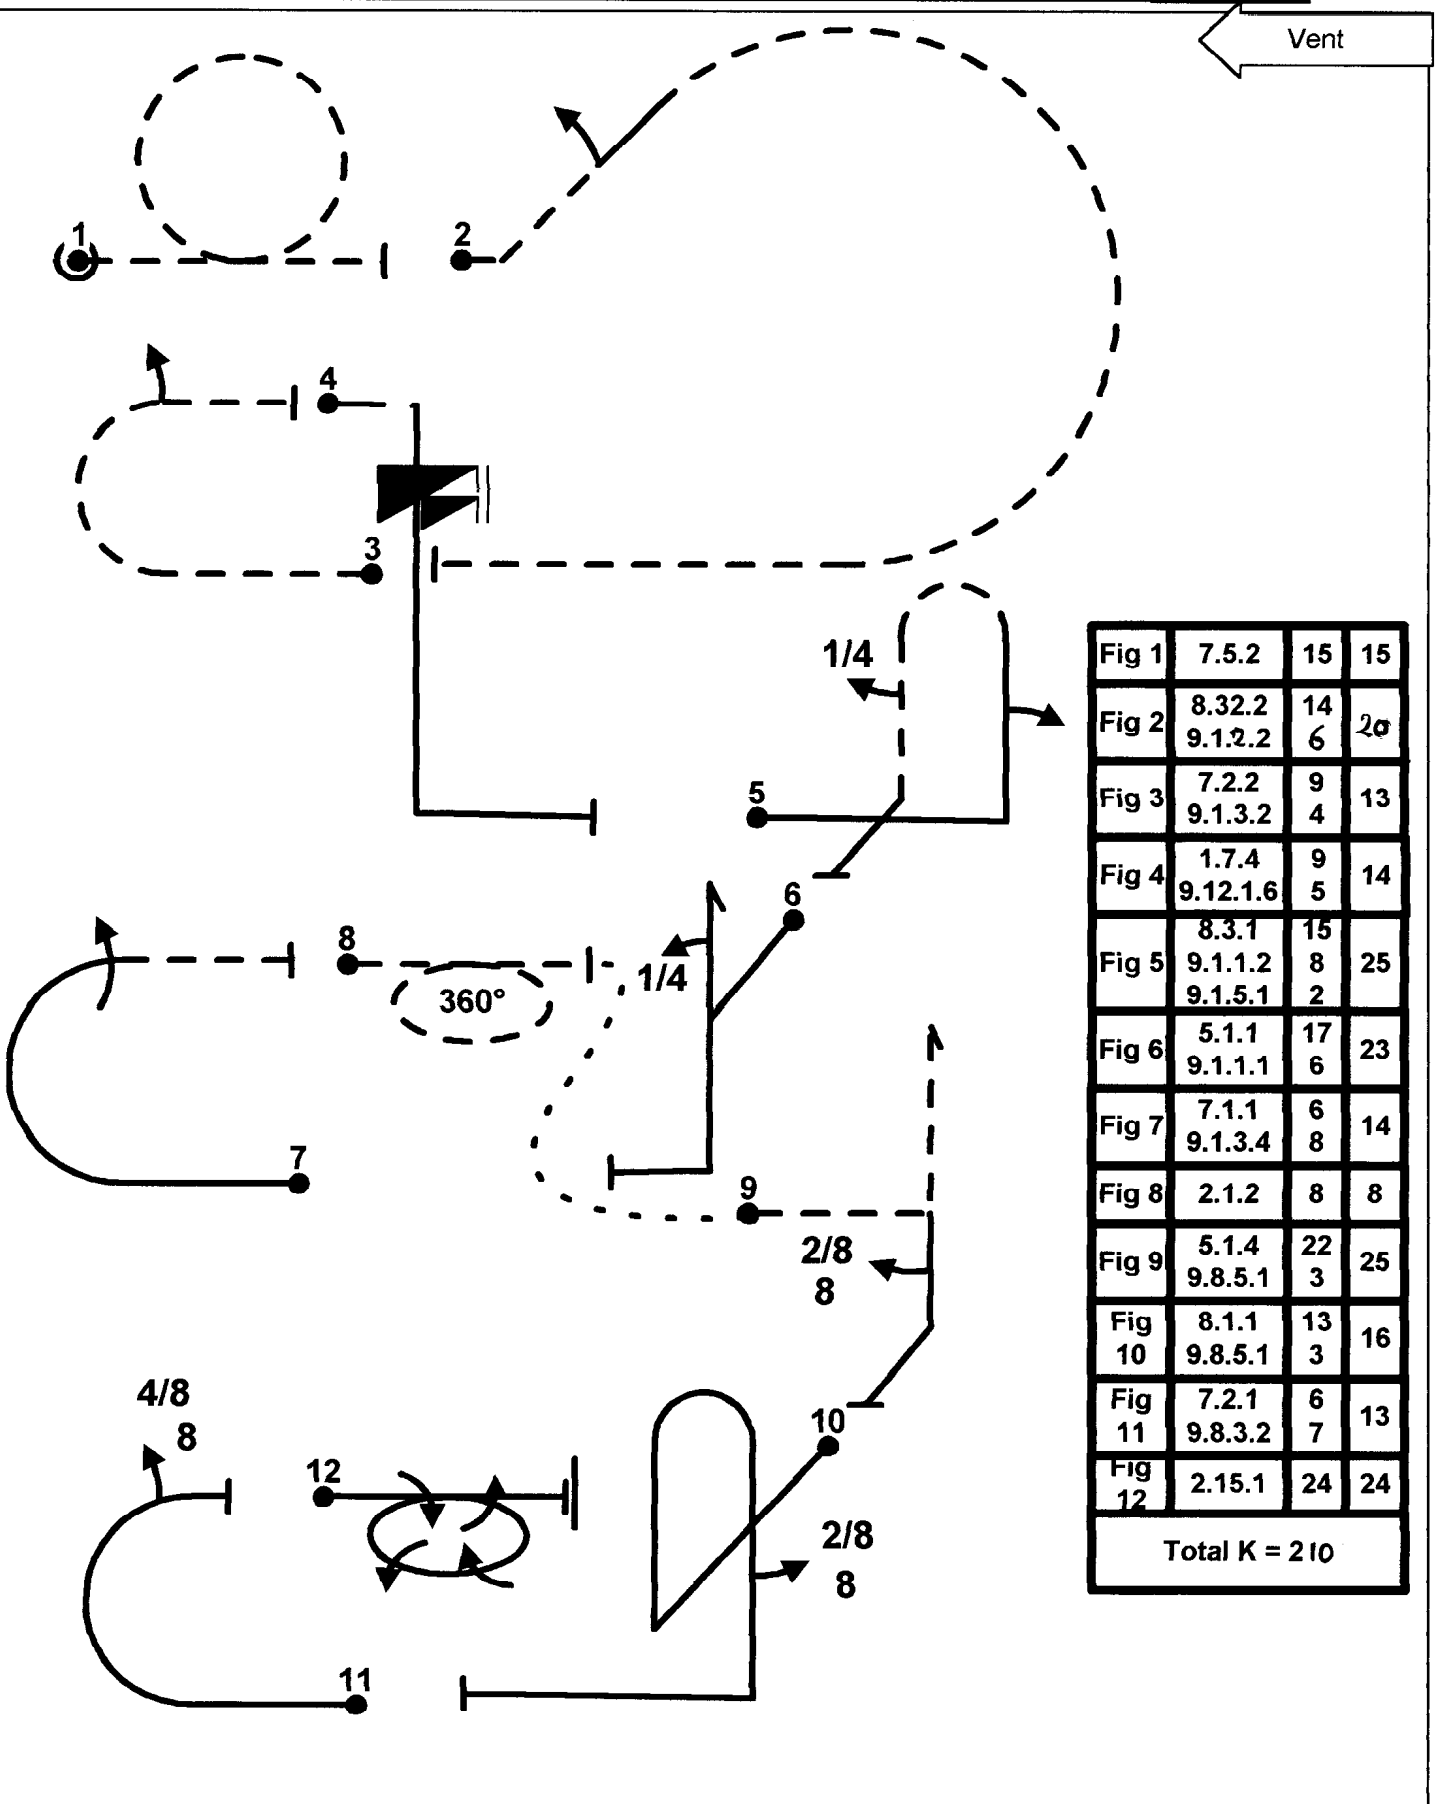 Vent
1
2
4
3
1/4
5
6
8
1/4
360°
7
9
2/8
8
4/8
8
10
12
2/8
8
11
Fig 1 7.5.2 15 15
Fig 2 8.32.2 14 20
9.1.2.2 6
Fig 3 7.2.2 9 13
9.1.3.2 4
Fig 4 1.7.4 9 14
9.12.1.6 5
Fig 5 8.3.1 15 25
9.1.1.2 8
9.1.5.1 2
Fig 6 5.1.1 17 23
9.1.1.1 6
Fig 7 7.1.1 6 14
9.1.3.4 8
Fig 8 2.1.2 8 8
Fig 9 5.1.4 22 25
9.8.5.1 3
Fig 10 8.1.1 13 16
9.8.5.1 3
Fig 11 7.2.1 6 13
9.8.3.2 7
Fig 12 2.15.1 24 24
Total K = 210